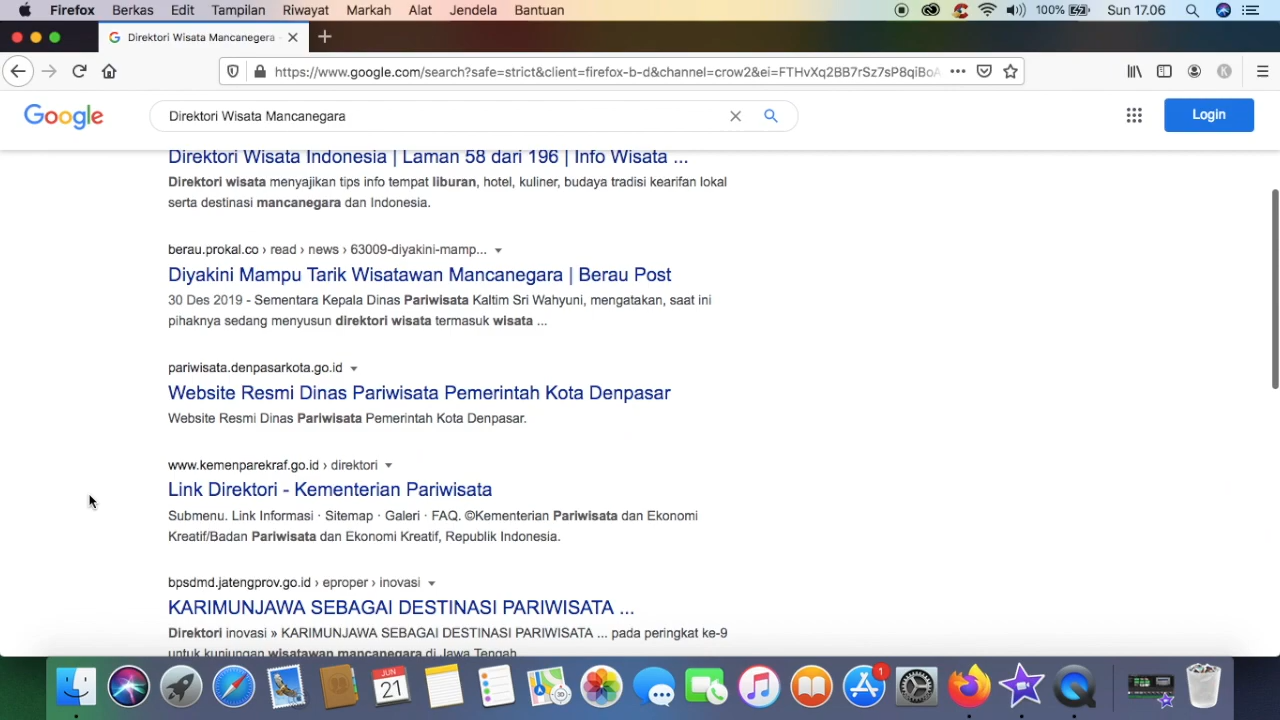 Firefox Berkas Edit Tampilan Riwayat Markah Alat Jendela Bantuan 100% Sun 17.06
Direktori Wisata Mancanegara -
https://www.google.com/search?safe=strict&client=firefox-b-d&channel=crow2&ei=FTHvXq2BB7rSz7sP8qiBoA
K
Google
Direktori Wisata Mancanegara
Login
Direktori Wisata Indonesia | Laman 58 dari 196 | Info Wisata ...
Direktori wisata menyajikan tips info tempat liburan, hotel, kuliner, budaya tradisi kearifan lokal
serta destinasi mancanegara dan Indonesia.
berau.prokal.co › read › news › 63009-diyakini-mamp...
Diyakini Mampu Tarik Wisatawan Mancanegara | Berau Post
30 Des 2019 - Sementara Kepala Dinas Pariwisata Kaltim Sri Wahyuni, mengatakan, saat ini
pihaknya sedang menyusun direktori wisata termasuk wisata ...
pariwisata.denpasarkota.go.id
Website Resmi Dinas Pariwisata Pemerintah Kota Denpasar
Website Resmi Dinas Pariwisata Pemerintah Kota Denpasar.
www.kemenparekraf.go.id › direktori
Link Direktori - Kementerian Pariwisata
Submenu. Link Informasi · Sitemap · Galeri · FAQ. ©Kementerian Pariwisata dan Ekonomi
Kreatif/Badan Pariwisata dan Ekonomi Kreatif, Republik Indonesia.
bpsdmd.jatengprov.go.id › eproper › inovasi
KARIMUNJAWA SEBAGAI DESTINASI PARIWISATA ...
Direktori inovasi » KARIMUNJAWA SEBAGAI DESTINASI PARIWISATA ... pada peringkat ke-9
untuk kunjungan wisatawan mancanegara di Jawa Tengah
JUN
21
1